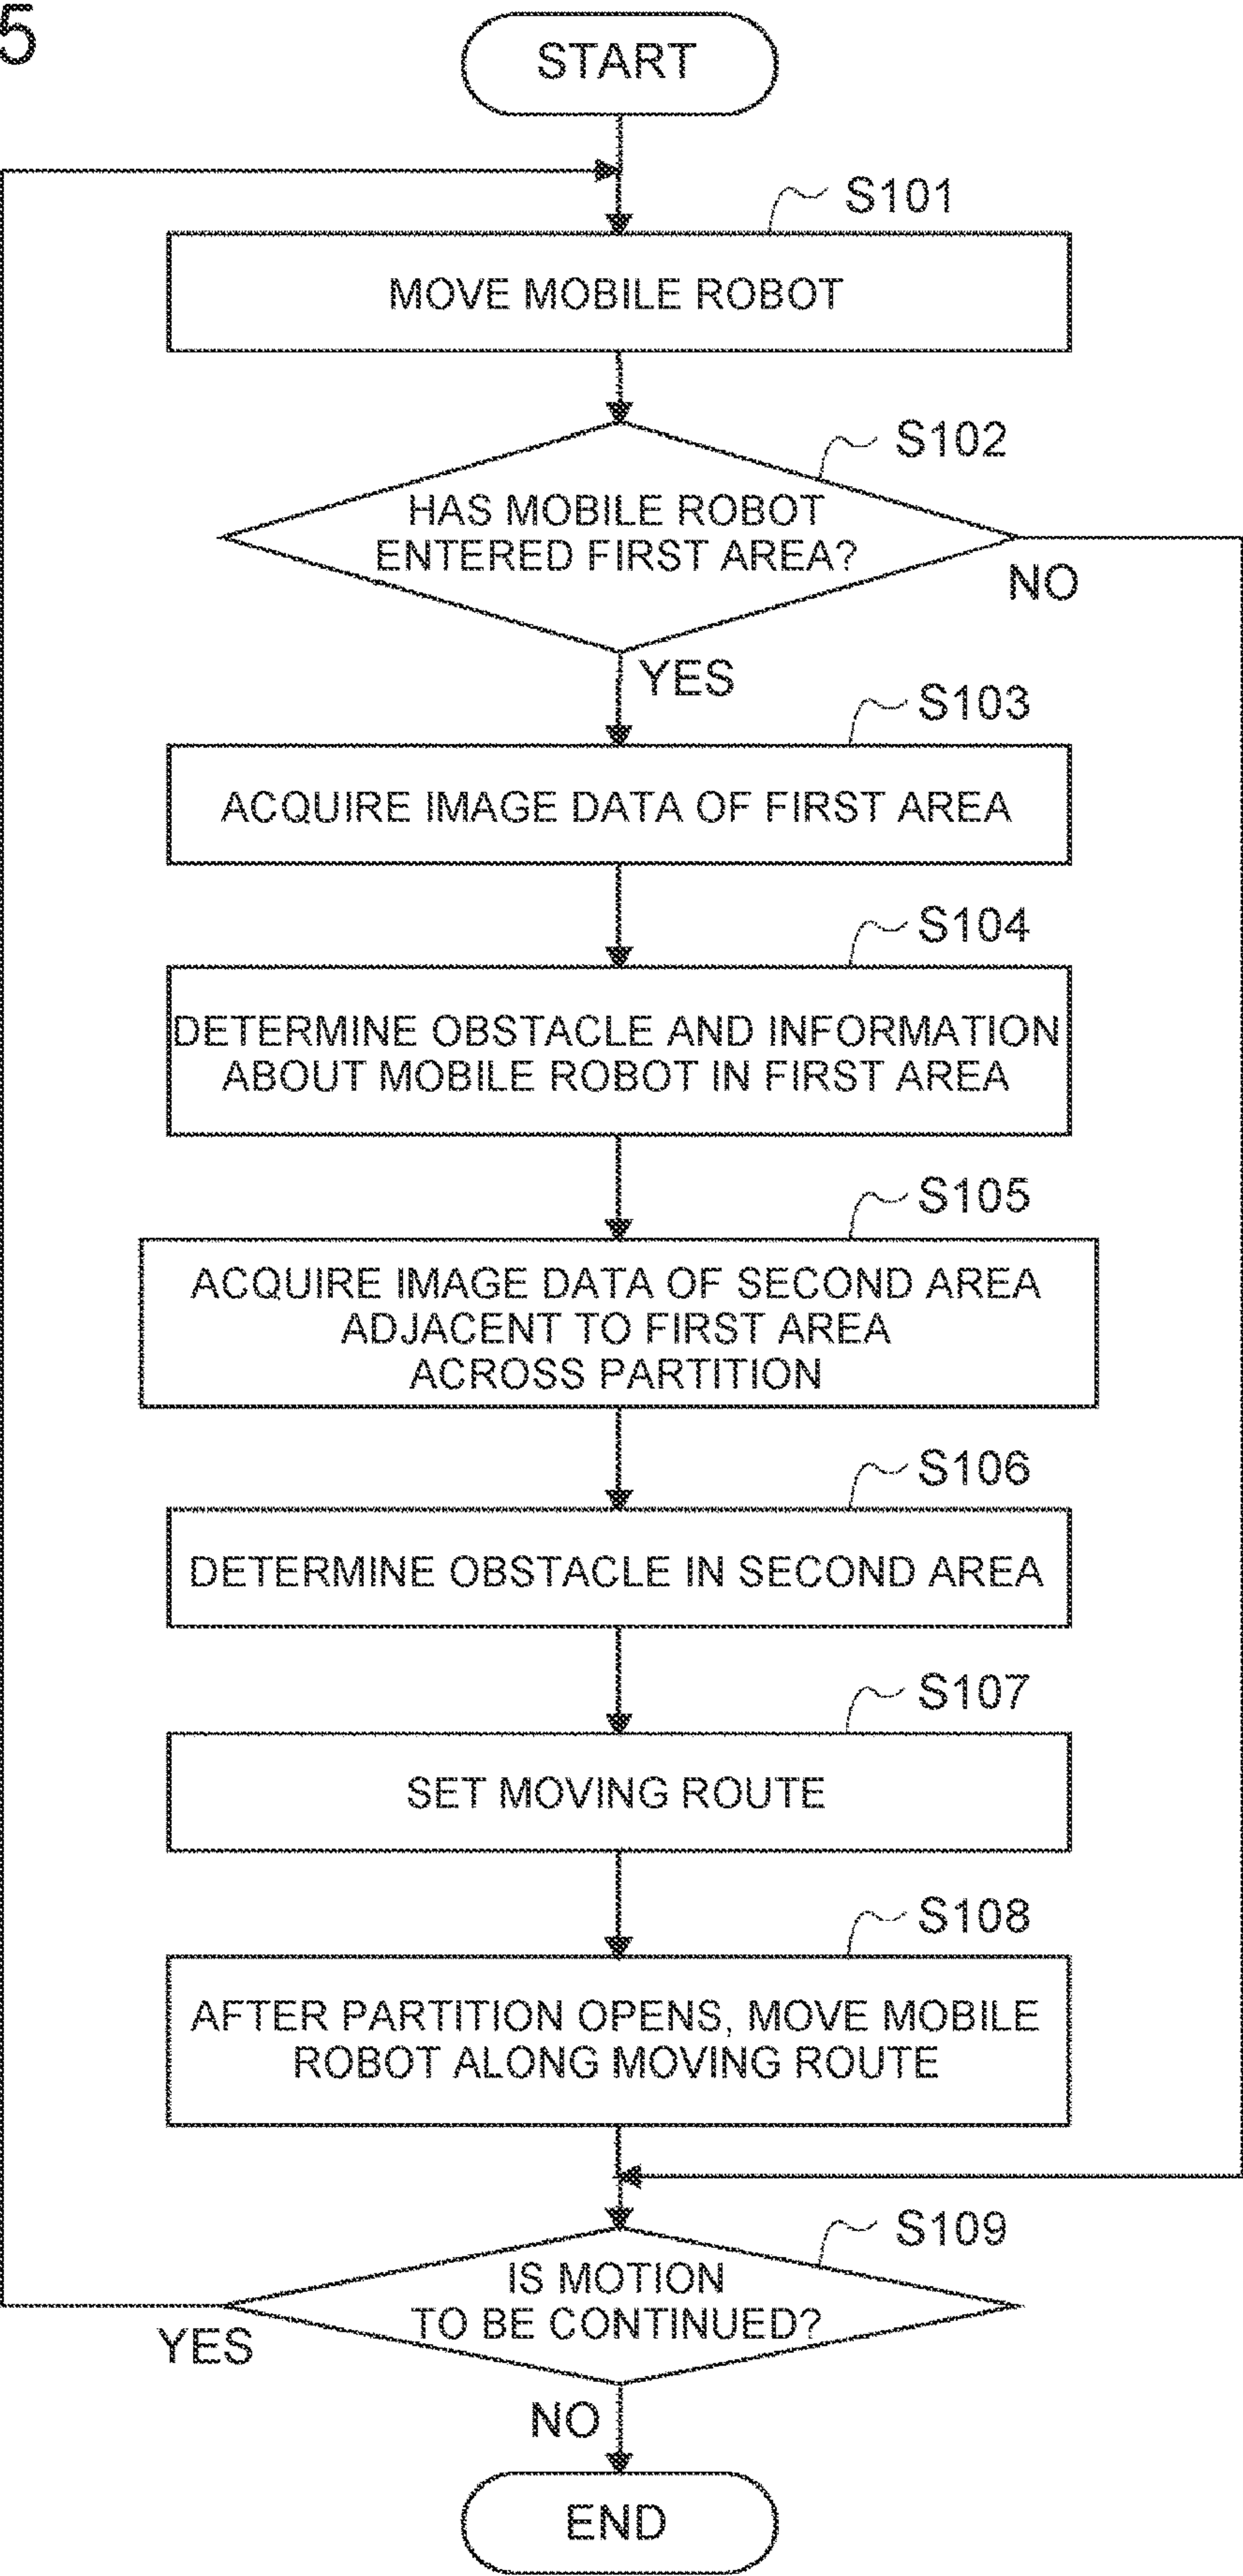 5
START
S101
MOVE MOBILE ROBOT
S102
HAS MOBILE ROBOT
ENTERED FIRST AREA?
NO
YES
S103
ACQUIRE IMAGE DATA OF FIRST AREA
S104
DETERMINE OBSTACLE AND INFORMATION
ABOUT MOBILE ROBOT IN FIRST AREA
S105
ACQUIRE IMAGE DATA OF SECOND AREA
ADJACENT TO FIRST AREA
ACROSS PARTITION
S106
DETERMINE OBSTACLE IN SECOND AREA
S107
SET MOVING ROUTE
S108
AFTER PARTITION OPENS, MOVE MOBILE
ROBOT ALONG MOVING ROUTE
S109
IS MOTION
TO BE CONTINUED?
YES
NO
END